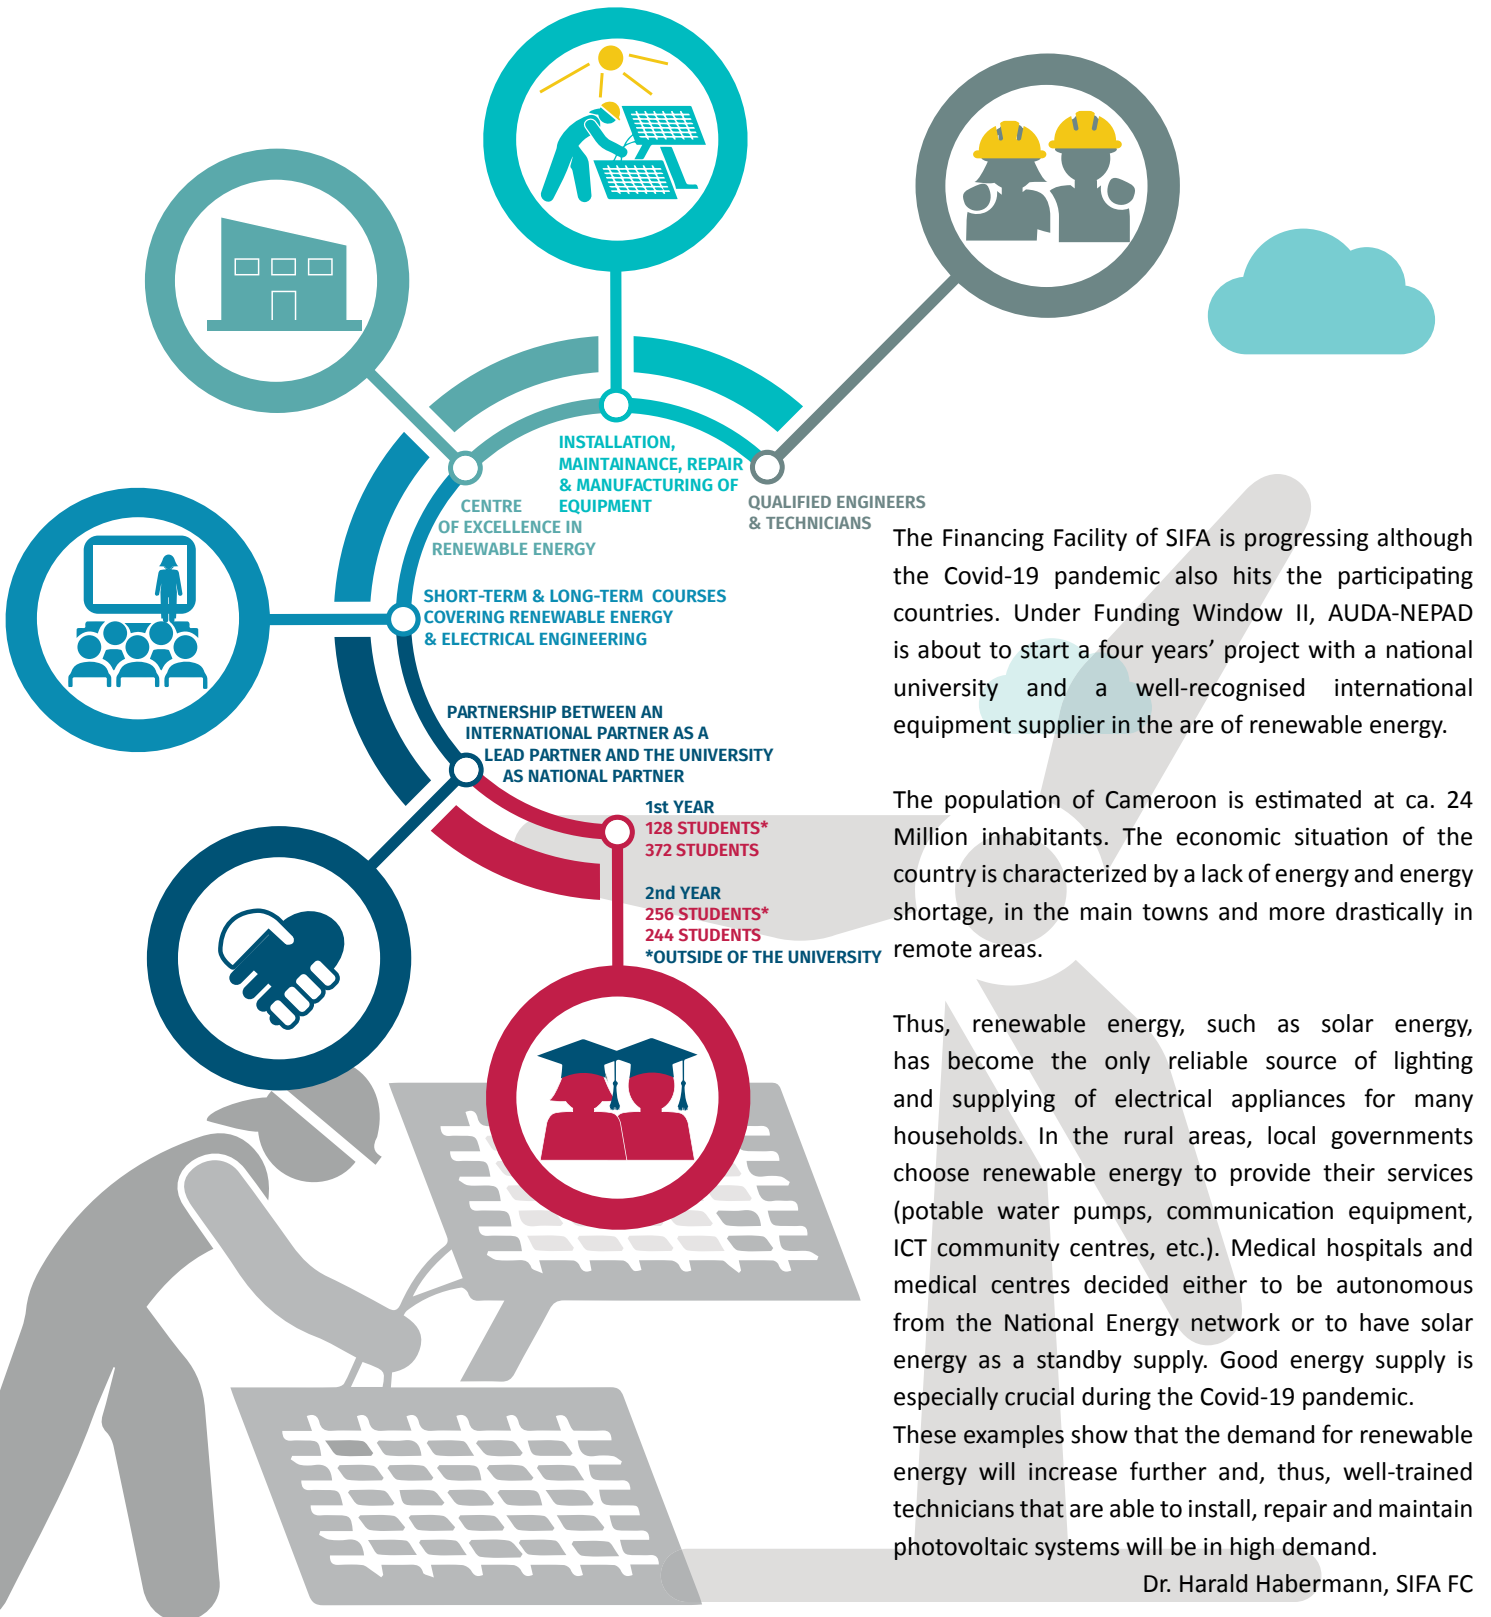 INSTALLATION,
MAINTAINANCE, REPAIR
& MANUFACTURING OF
EQUIPMENT
QUALIFIED ENGINEERS
& TECHNICIANS
CENTRE
OF EXCELLENCE IN
RENEWABLE ENERGY
SHORT-TERM & LONG-TERM COURSES
COVERING RENEWABLE ENERGY
& ELECTRICAL ENGINEERING
PARTNERSHIP BETWEEN AN
INTERNATIONAL PARTNER AS A
LEAD PARTNER AND THE UNIVERSITY
AS NATIONAL PARTNER
1st YEAR
128 STUDENTS*
372 STUDENTS
2nd YEAR
256 STUDENTS*
244 STUDENTS
*OUTSIDE OF THE UNIVERSITY
The Financing Facility of SIFA is progressing although
the Covid-19 pandemic also hits the participating
countries. Under Funding Window II, AUDA-NEPAD
is about to start a four years’ project with a national
university and a well-recognised international
equipment supplier in the are of renewable energy.
The population of Cameroon is estimated at ca. 24
Million inhabitants. The economic situation of the
country is characterized by a lack of energy and energy
shortage, in the main towns and more drastically in
remote areas.
Thus, renewable energy, such as solar energy,
has become the only reliable source of lighting
and supplying of electrical appliances for many
households. In the rural areas, local governments
choose renewable energy to provide their services
(potable water pumps, communication equipment,
ICT community centres, etc.). Medical hospitals and
medical centres decided either to be autonomous
from the National Energy network or to have solar
energy as a standby supply. Good energy supply is
especially crucial during the Covid-19 pandemic.
These examples show that the demand for renewable
energy will increase further and, thus, well-trained
technicians that are able to install, repair and maintain
photovoltaic systems will be in high demand.
Dr. Harald Habermann, SIFA FC